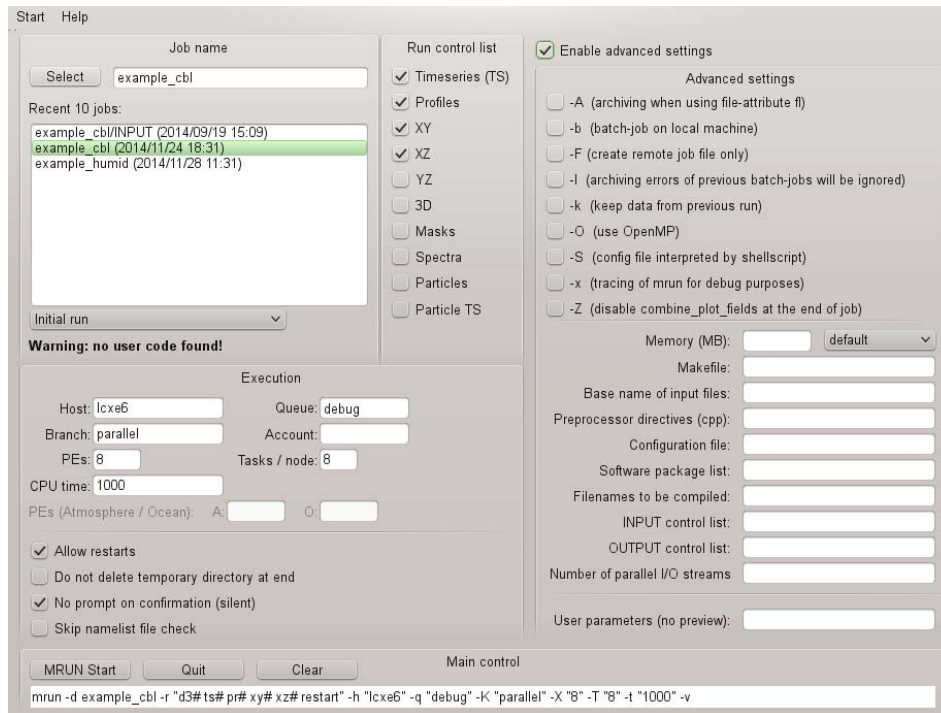 Start Help
Job name
Select example_cbl
Recent 10 jobs:
example_cbl/INPUT (2014/09/19 15:09)
example_cbl (2014/11/24 18:31)
example_humid (2014/11/28 11:31)
Initial run
Warning: no user code found!
Run control list
Timeseries (TS)
Profiles
XY
XZ
YZ
3D
Masks
Spectra
Particles
Particle TS
Enable advanced settings
Advanced settings
-A (archiving when using file-attribute fl)
-b (batch-job on local machine)
-F (create remote job file only)
-I (archiving errors of previous batch-jobs will be ignored)
-k (keep data from previous run)
-O (use OpenMP)
-S (config file interpreted by shellscript)
-x (tracing of mrun for debug purposes)
-Z (disable combine_plot_fields at the end of job)
Memory (MB): default
Makefile:
Base name of input files:
Preprocessor directives (cpp):
Configuration file:
Software package list:
Filenames to be compiled:
INPUT control list:
OUTPUT control list:
Number of parallel I/O streams
User parameters (no preview):
Execution
Host: lcxe6 Queue: debug
Branch: parallel Account:
PEs: 8 Tasks / node: 8
CPU time: 1000
PEs (Atmosphere / Ocean): A: O:
Allow restarts
Do not delete temporary directory at end
No prompt on confirmation (silent)
Skip namelist file check
Main control
MRUN Start Quit Clear
mrun -d example_cbl -r "d3# ts# pr# xy# xz# restart" -h "lcxe6" -q "debug" -K "parallel" -X "8" -T "8" -t "1000" -v